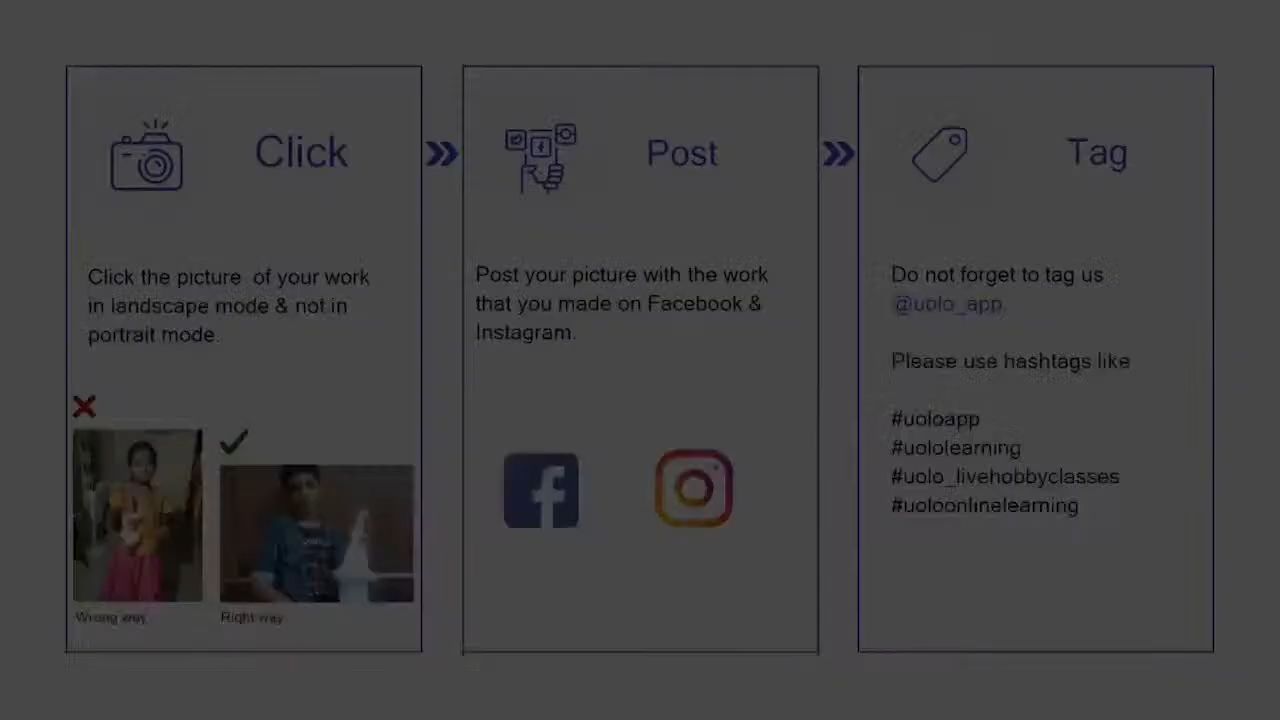 Click
Click the picture of your work
in landscape mode & not in
portrait mode.
Wrong way
Right way
Post
Post your picture with the work
that you made on Facebook &
Instagram.
Tag
Do not forget to tag us
@uolo_app
Please use hashtags like
#uoloapp
#uololearning
#uolo_livehobbyclasses
#uoloonlinelearning